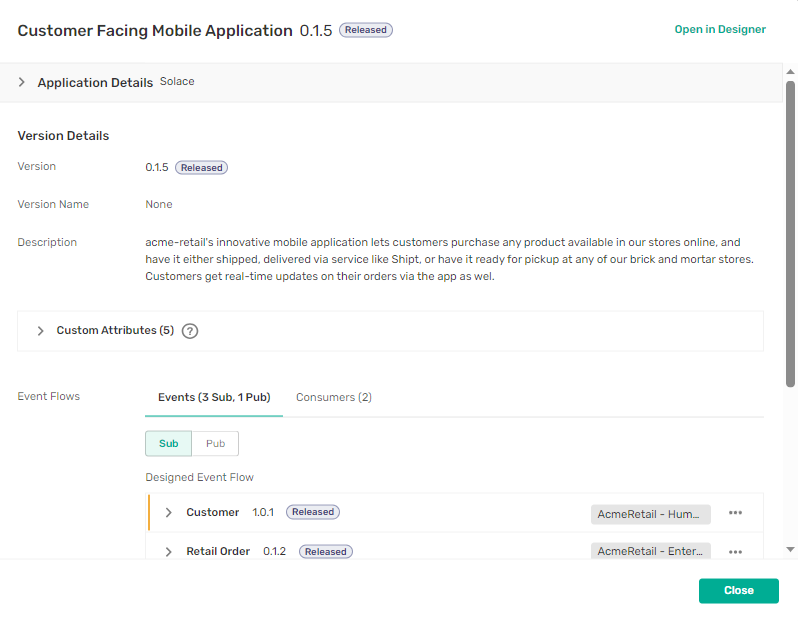 Customer Facing Mobile Application 0.1.5 Released
Open in Designer
Application Details Solace
Version Details
Version 0.1.5 Released
Version Name None
Description acme-retail's innovative mobile application lets customers purchase any product available in our stores online, and
have it either shipped, delivered via service like Shipt, or have it ready for pickup at any of our brick and mortar stores.
Customers get real-time updates on their orders via the app as wel.
Custom Attributes (5) ?
Event Flows Events (3 Sub, 1 Pub) Consumers (2)
Sub Pub
Designed Event Flow
Customer 1.0.1 Released AcmeRetail - Hum...
Retail Order 0.1.2 Released AcmeRetail - Enter...
Close